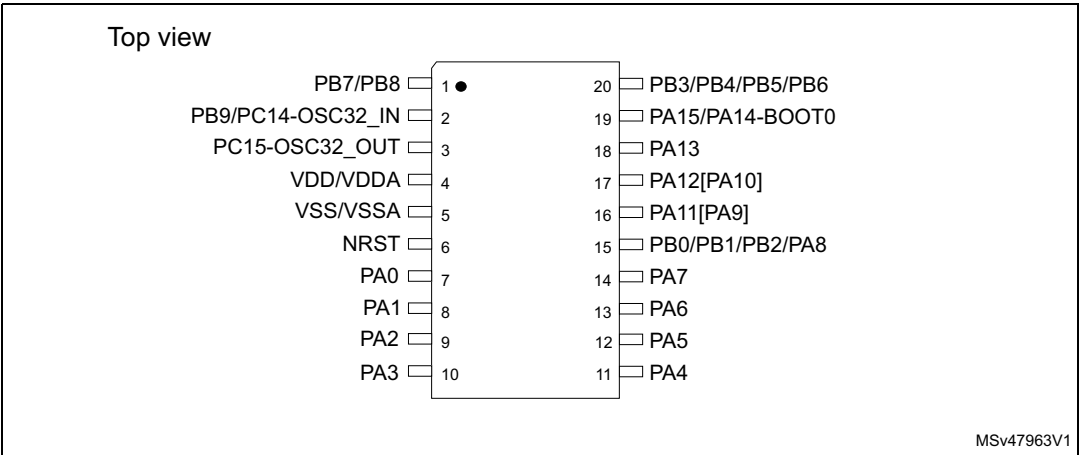 Top view
PB7/PB8 1 20 PB3/PB4/PB5/PB6
PB9/PC14-OSC32_IN 2 19 PA15/PA14-BOOT0
PC15-OSC32_OUT 3 18 PA13
VDD/VDDA 4 17 PA12[PA10]
VSS/VSSA 5 16 PA11[PA9]
NRST 6 15 PB0/PB1/PB2/PA8
PA0 7 14 PA7
PA1 8 13 PA6
PA2 9 12 PA5
PA3 10 11 PA4
MSv47963V1